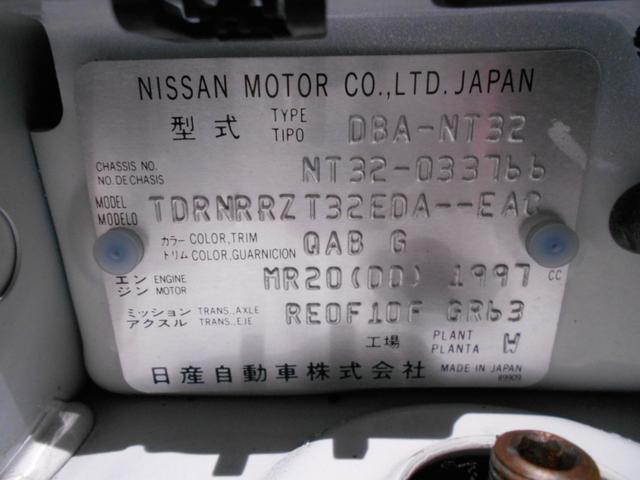 NISSAN MOTOR CO.,LTD. JAPAN
型式 TYPE TIPO DBA-NT32
CHASSIS NO. NO.DE CHASIS NT32-033766
MODEL MODELO TDRNRRZ T32EDA--EAC
カラー COLOR,TRIM トリム COLOR,GUARNICION QAB G
エンジン ENGINE MOTOR MR20(DD) 1997 CC
ミッション TRANS.,AXLE アクスル TRANS.,EJE RE0F10F GR63
工場 PLANT PLANTA W
日産自動車株式会社 MADE IN JAPAN
89909